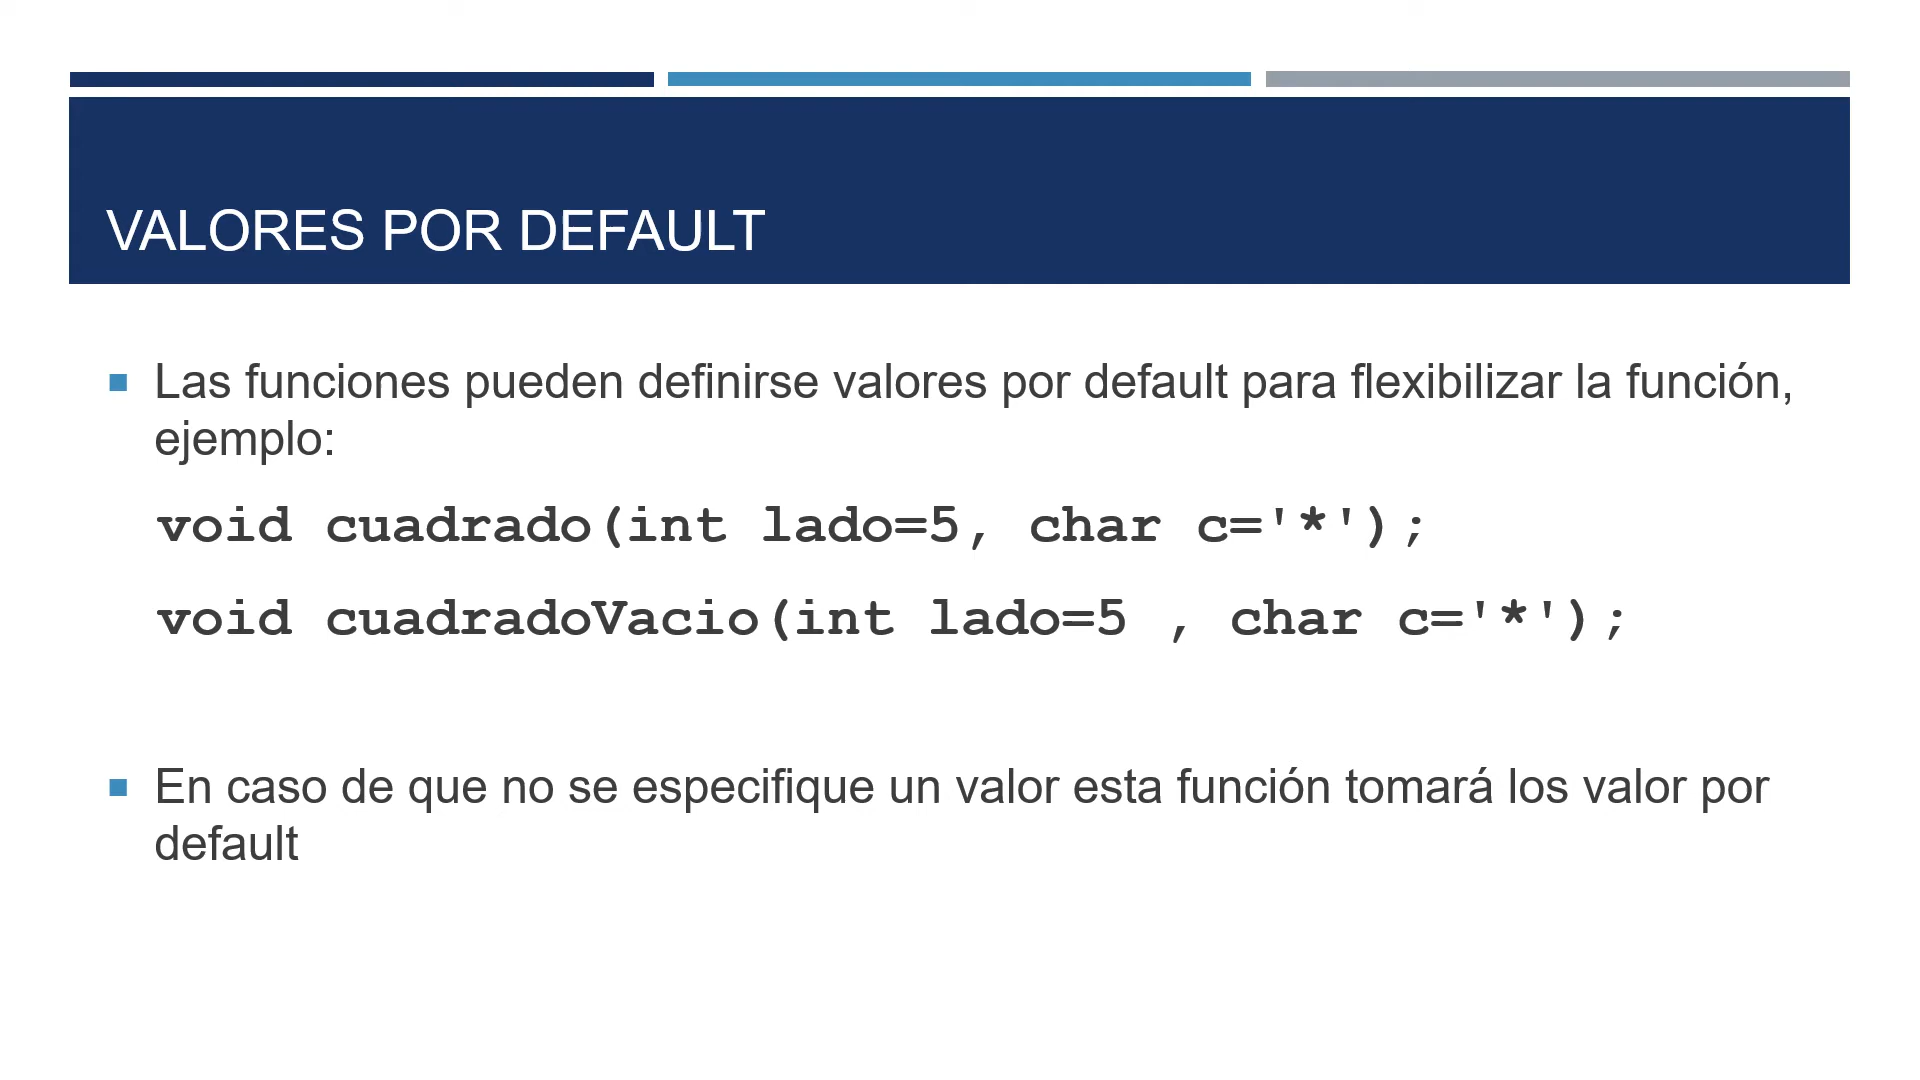 VALORES POR DEFAULT
Las funciones pueden definirse valores por default para flexibilizar la función,
ejemplo:
void cuadrado(int lado=5, char c='*');
void cuadradoVacio(int lado=5 , char c='*');
En caso de que no se especifique un valor esta función tomará los valor por
default